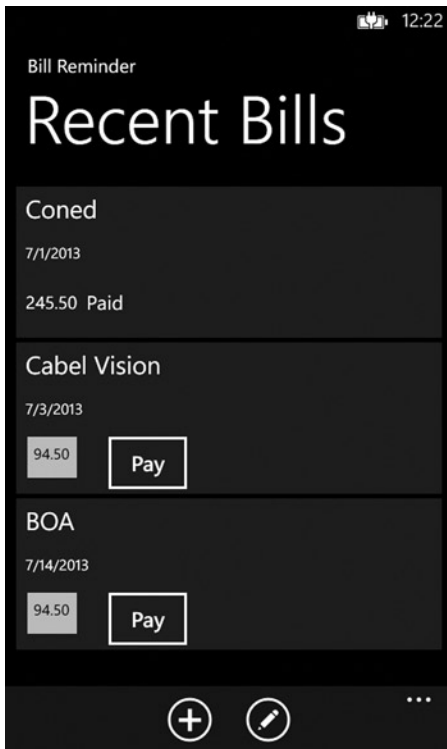 12:22
Bill Reminder
Recent Bills
Coned
7/1/2013
245.50 Paid
Cabel Vision
7/3/2013
94.50 Pay
BOA
7/14/2013
94.50 Pay